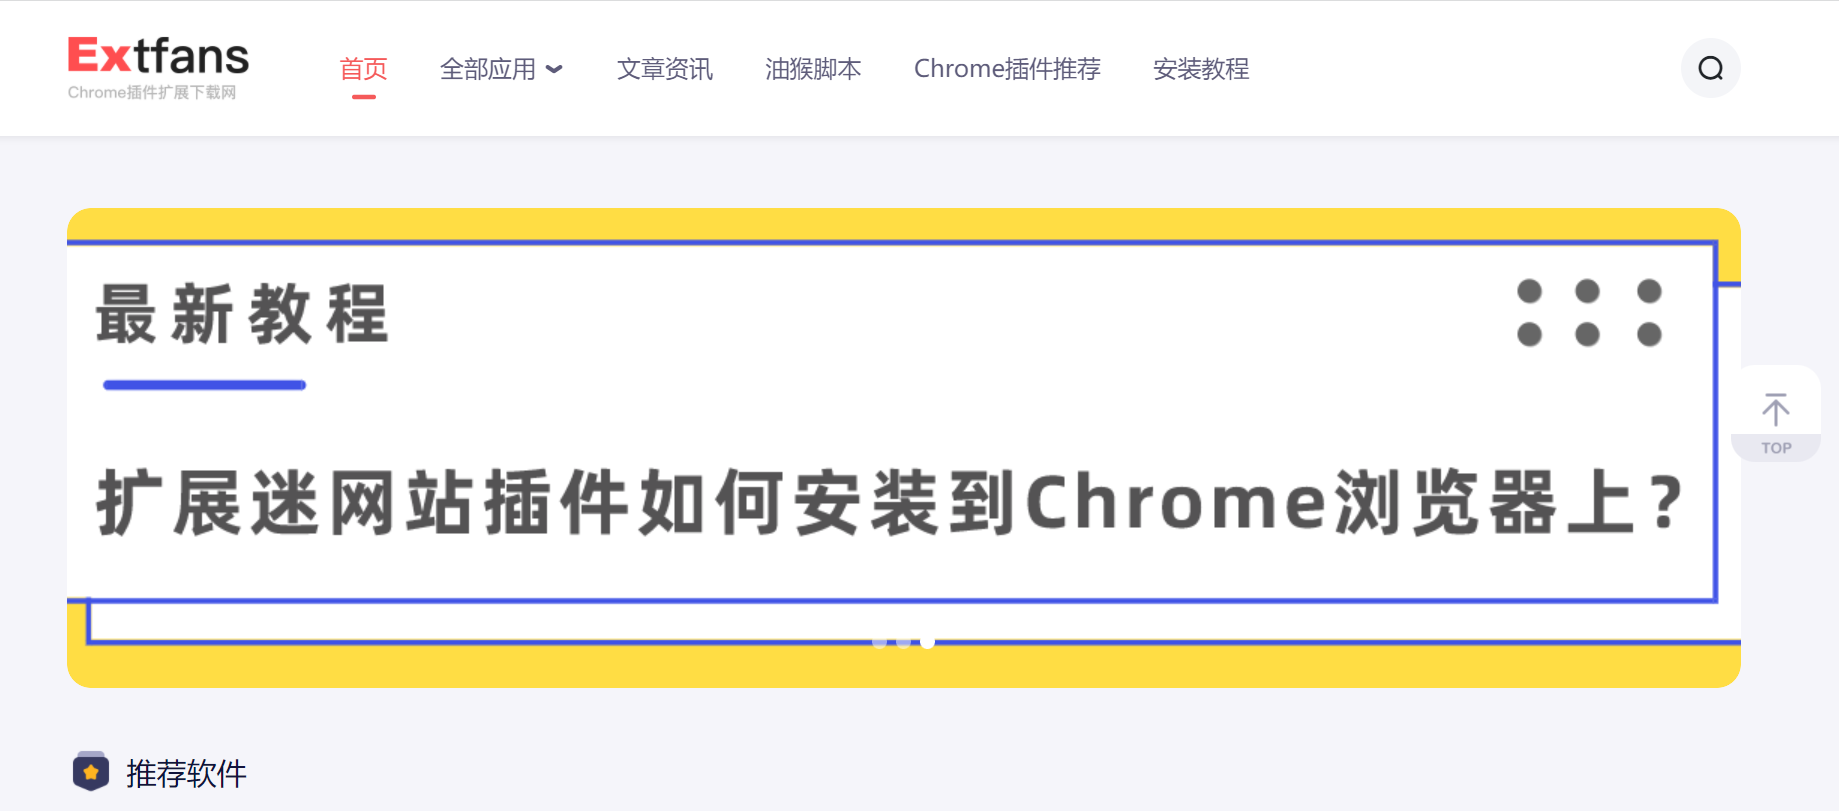 Extfans
Chrome插件扩展下载网
首页 全部应用 文章资讯 油猴脚本 Chrome插件推荐 安装教程
最新教程
扩展迷网站插件如何安装到Chrome浏览器上?
TOP
推荐软件